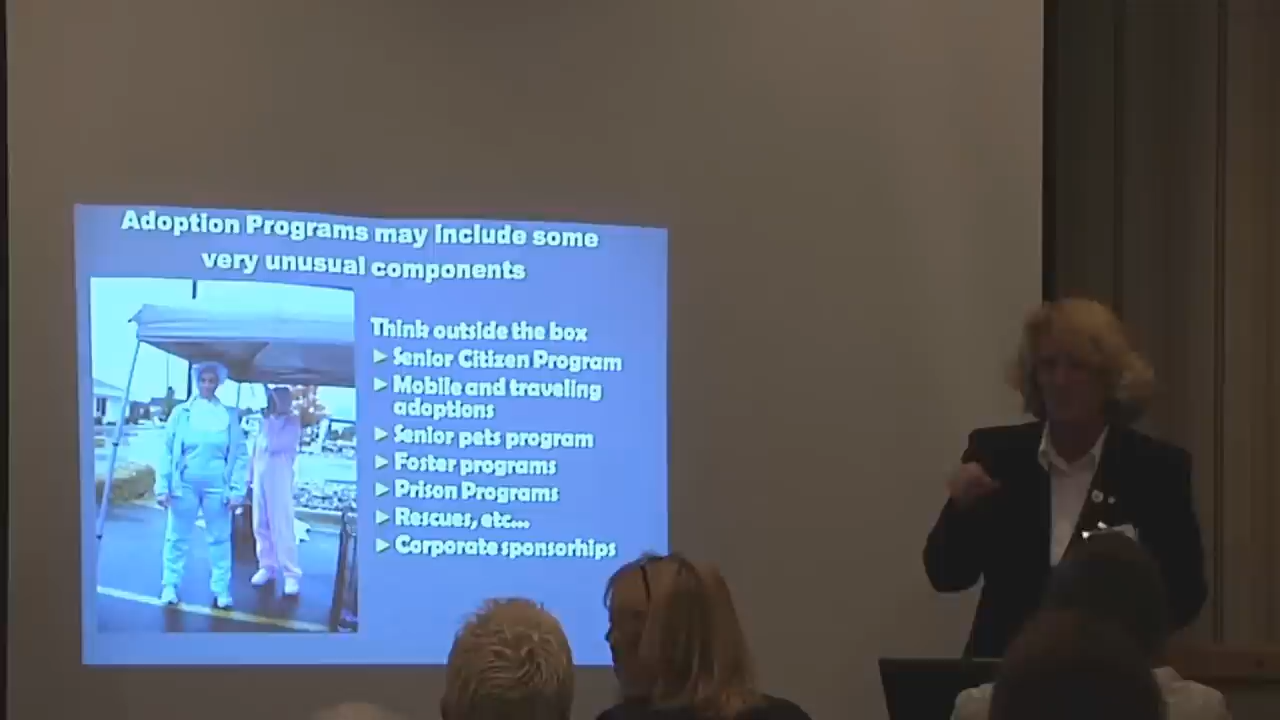 Adoption Programs may include some
very unusual components
Think outside the box
► Senior Citizen Program
► Mobile and traveling
adoptions
► Senior pets program
► Foster programs
► Prison Programs
► Rescues, etc...
► Corporate sponsorhips